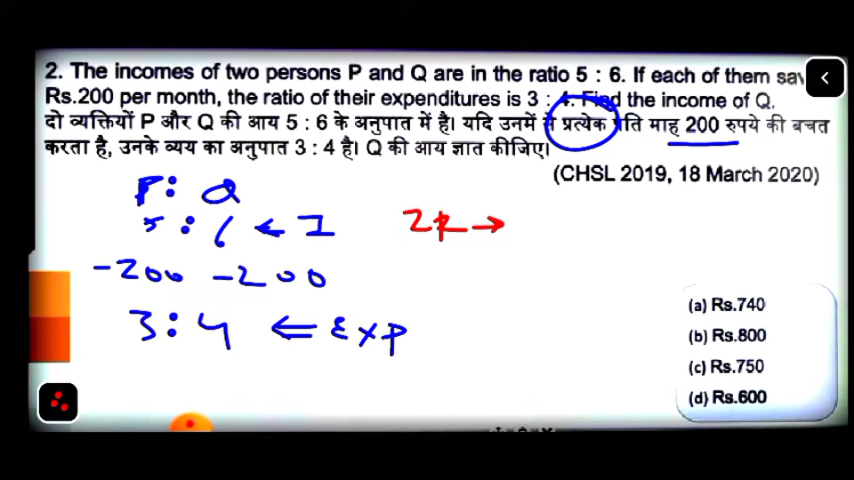 2. The incomes of two persons P and Q are in the ratio 5 : 6. If each of them sav
Rs.200 per month, the ratio of their expenditures is 3 : 4. Find the income of Q.
दो व्यक्तियों P और Q की आय 5 : 6 के अनुपात में है। यदि उनमें से प्रत्येक प्रति माह 200 रुपये की बचत
करता है, उनके व्यय का अनुपात 3 : 4 है। Q की आय ज्ञात कीजिए।
(CHSL 2019, 18 March 2020)
P : Q
5 : 6 ← I
-200 -200
3 : 4 ⇐ Exp
2R →
(a) Rs.740
(b) Rs.800
(c) Rs.750
(d) Rs.600